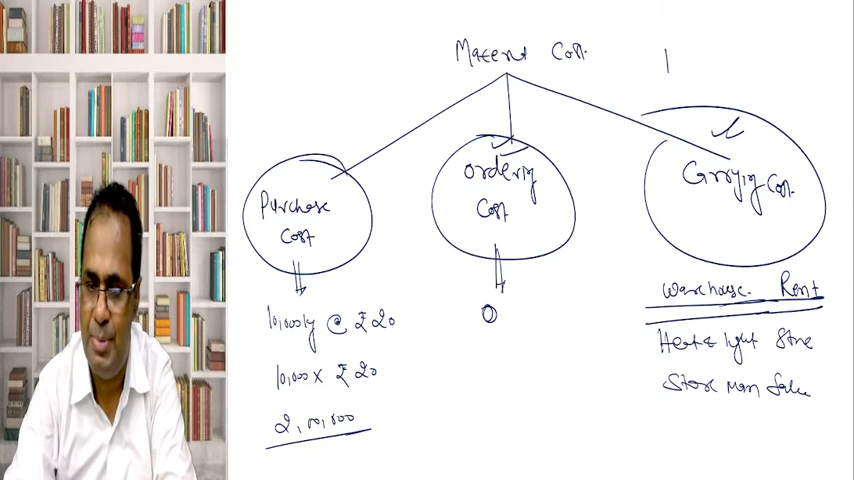 Material Cost
Purchase
Cost
Ordering
Cost
Carrying Cost
10,000 @ ₹20
10,000 x ₹20
2,00,000
0
Warehouse Rent
Heat & light Store
Store Man